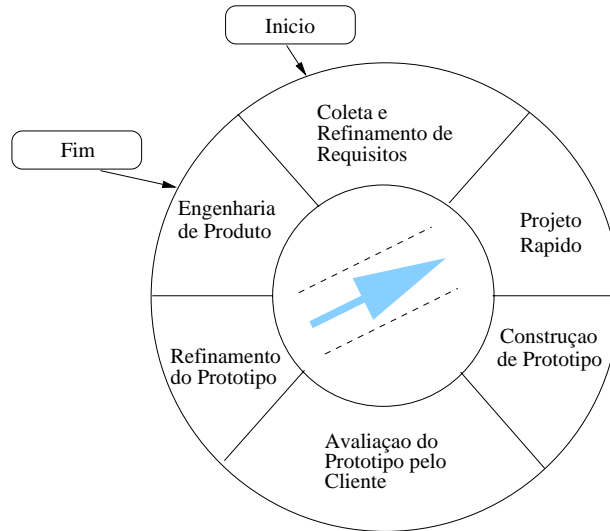 Inicio
Coleta e
Refinamento de
Requisitos
Fim
Engenharia
de Produto
Projeto
Rapido
Refinamento
do Prototipo
Construçao
de Prototipo
Avaliaçao do
Prototipo pelo
Cliente